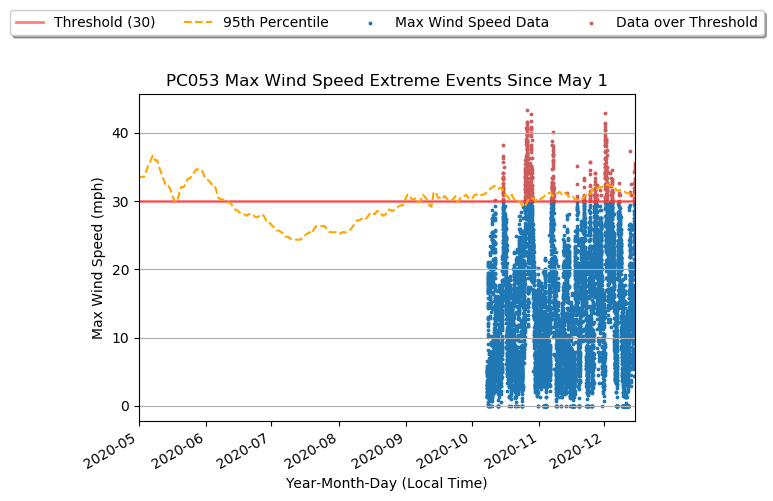 Threshold (30) 95th Percentile Max Wind Speed Data Data over Threshold
PC053 Max Wind Speed Extreme Events Since May 1
Max Wind Speed (mph)
40
30
20
10
0
2020-05 2020-06 2020-07 2020-08 2020-09 2020-10 2020-11 2020-12
Year-Month-Day (Local Time)